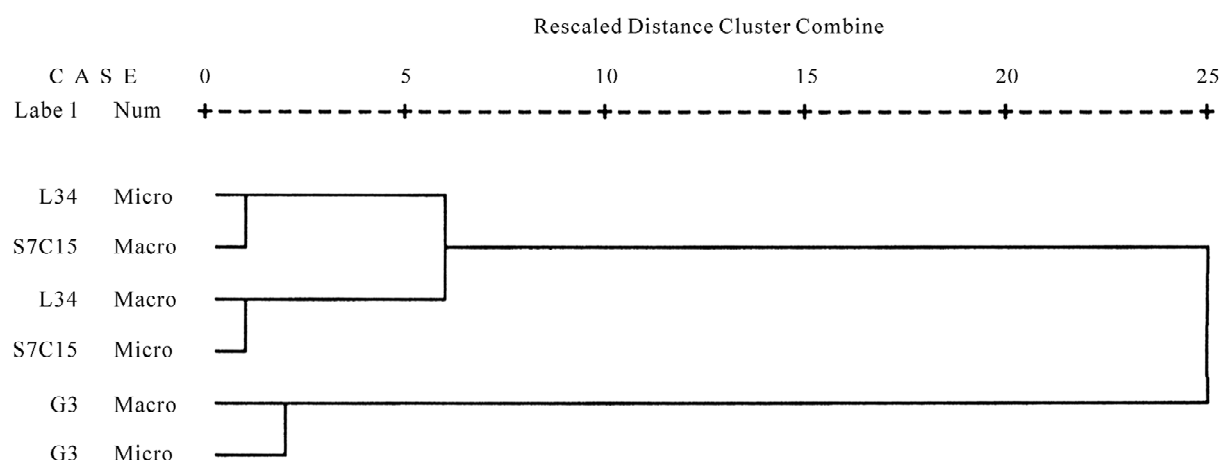 Rescaled Distance Cluster Combine
C A S E 0 5 10 15 20 25
Labe l Num
L34 Micro
S7C15 Macro
L34 Macro
S7C15 Micro
G3 Macro
G3 Micro